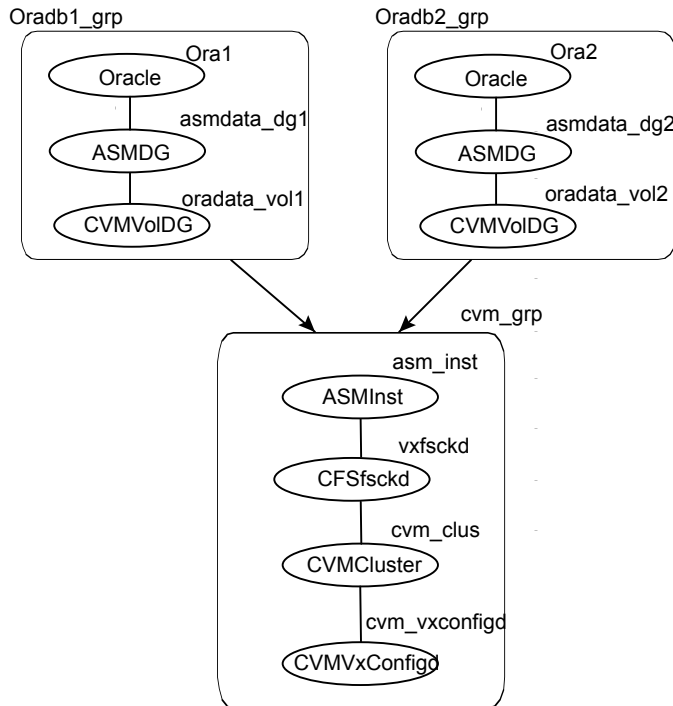 Oradb1_grp
Ora1
Oracle
asmdata_dg1
ASMDG
oradata_vol1
CVMVolDG
Oradb2_grp
Ora2
Oracle
asmdata_dg2
ASMDG
oradata_vol2
CVMVolDG
cvm_grp
asm_inst
ASMInst
vxfsckd
CFSfsckd
cvm_clus
CVMCluster
cvm_vxconfigd
CVMVxConfigd